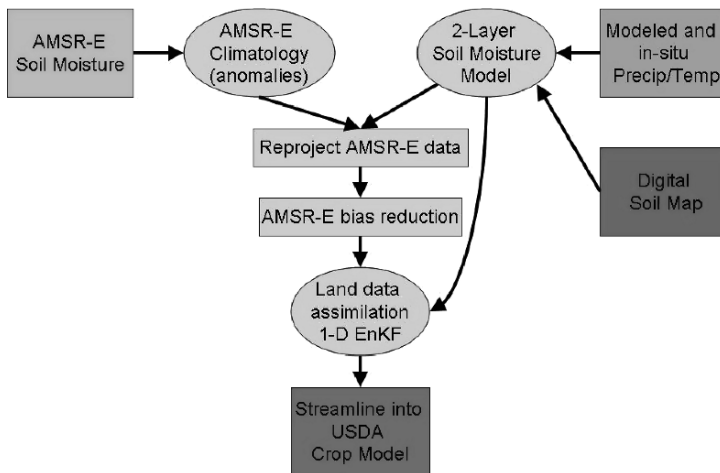 AMSR-E
Soil Moisture
AMSR-E
Climatology
(anomalies)
2-Layer
Soil Moisture
Model
Modeled and
in-situ
Precip/Temp
Reproject AMSR-E data
Digital
Soil Map
AMSR-E bias reduction
Land data
assimilation
1-D EnKF
Streamline into
USDA
Crop Model